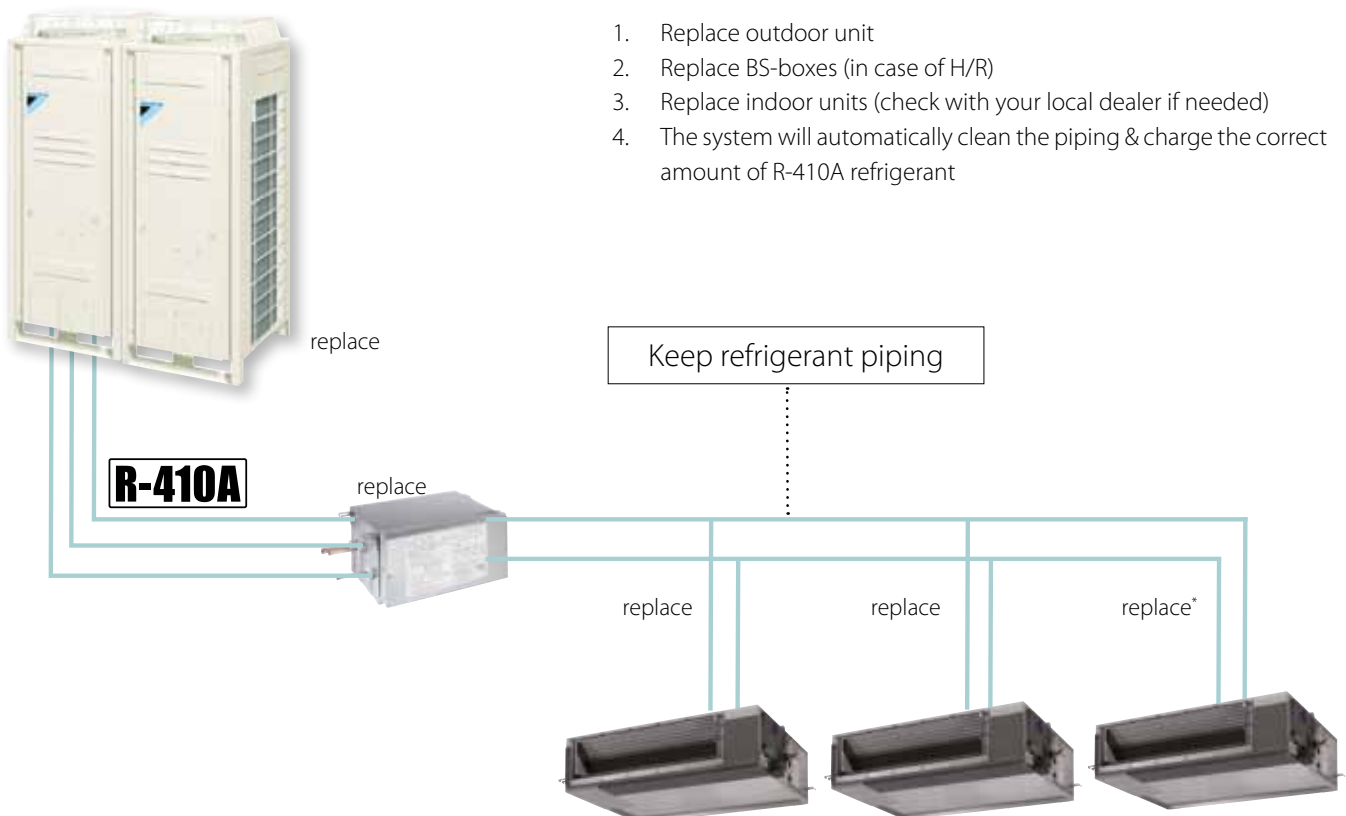 1. Replace outdoor unit
2. Replace BS-boxes (in case of H/R)
3. Replace indoor units (check with your local dealer if needed)
4. The system will automatically clean the piping & charge the correct
amount of R-410A refrigerant
replace
Keep refrigerant piping
R-410A
replace
replace
replace
replace*